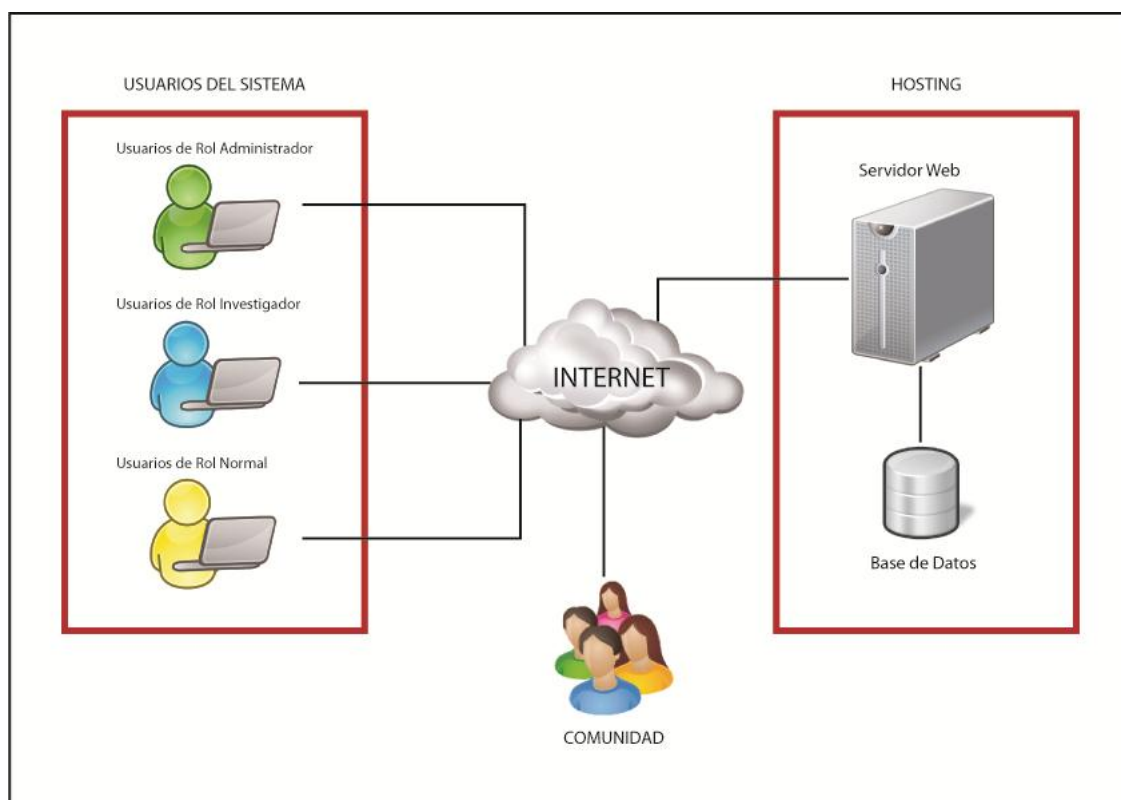 USUARIOS DEL SISTEMA
Usuarios de Rol Administrador
Usuarios de Rol Investigador
Usuarios de Rol Normal
INTERNET
COMUNIDAD
HOSTING
Servidor Web
Base de Datos